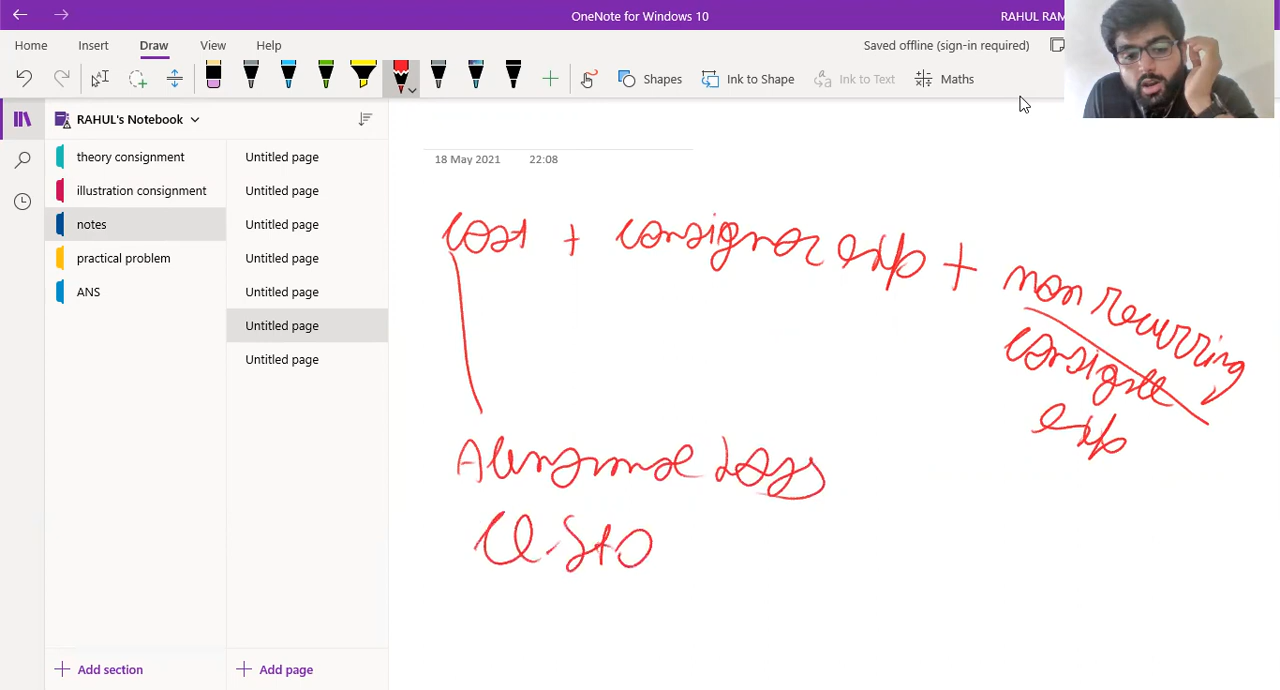 OneNote for Windows 10
RAHUL RAM
Home Insert Draw View Help
Saved offline (sign-in required)
Shapes Ink to Shape Ink to Text Maths
RAHUL's Notebook
theory consignment
illustration consignment
notes
practical problem
ANS
Untitled page
Untitled page
Untitled page
Untitled page
Untitled page
Untitled page
Untitled page
Add section
Add page
18 May 2021 22:08
cost + consignor exp + non recurring
consignee
exp
Cl. Sto